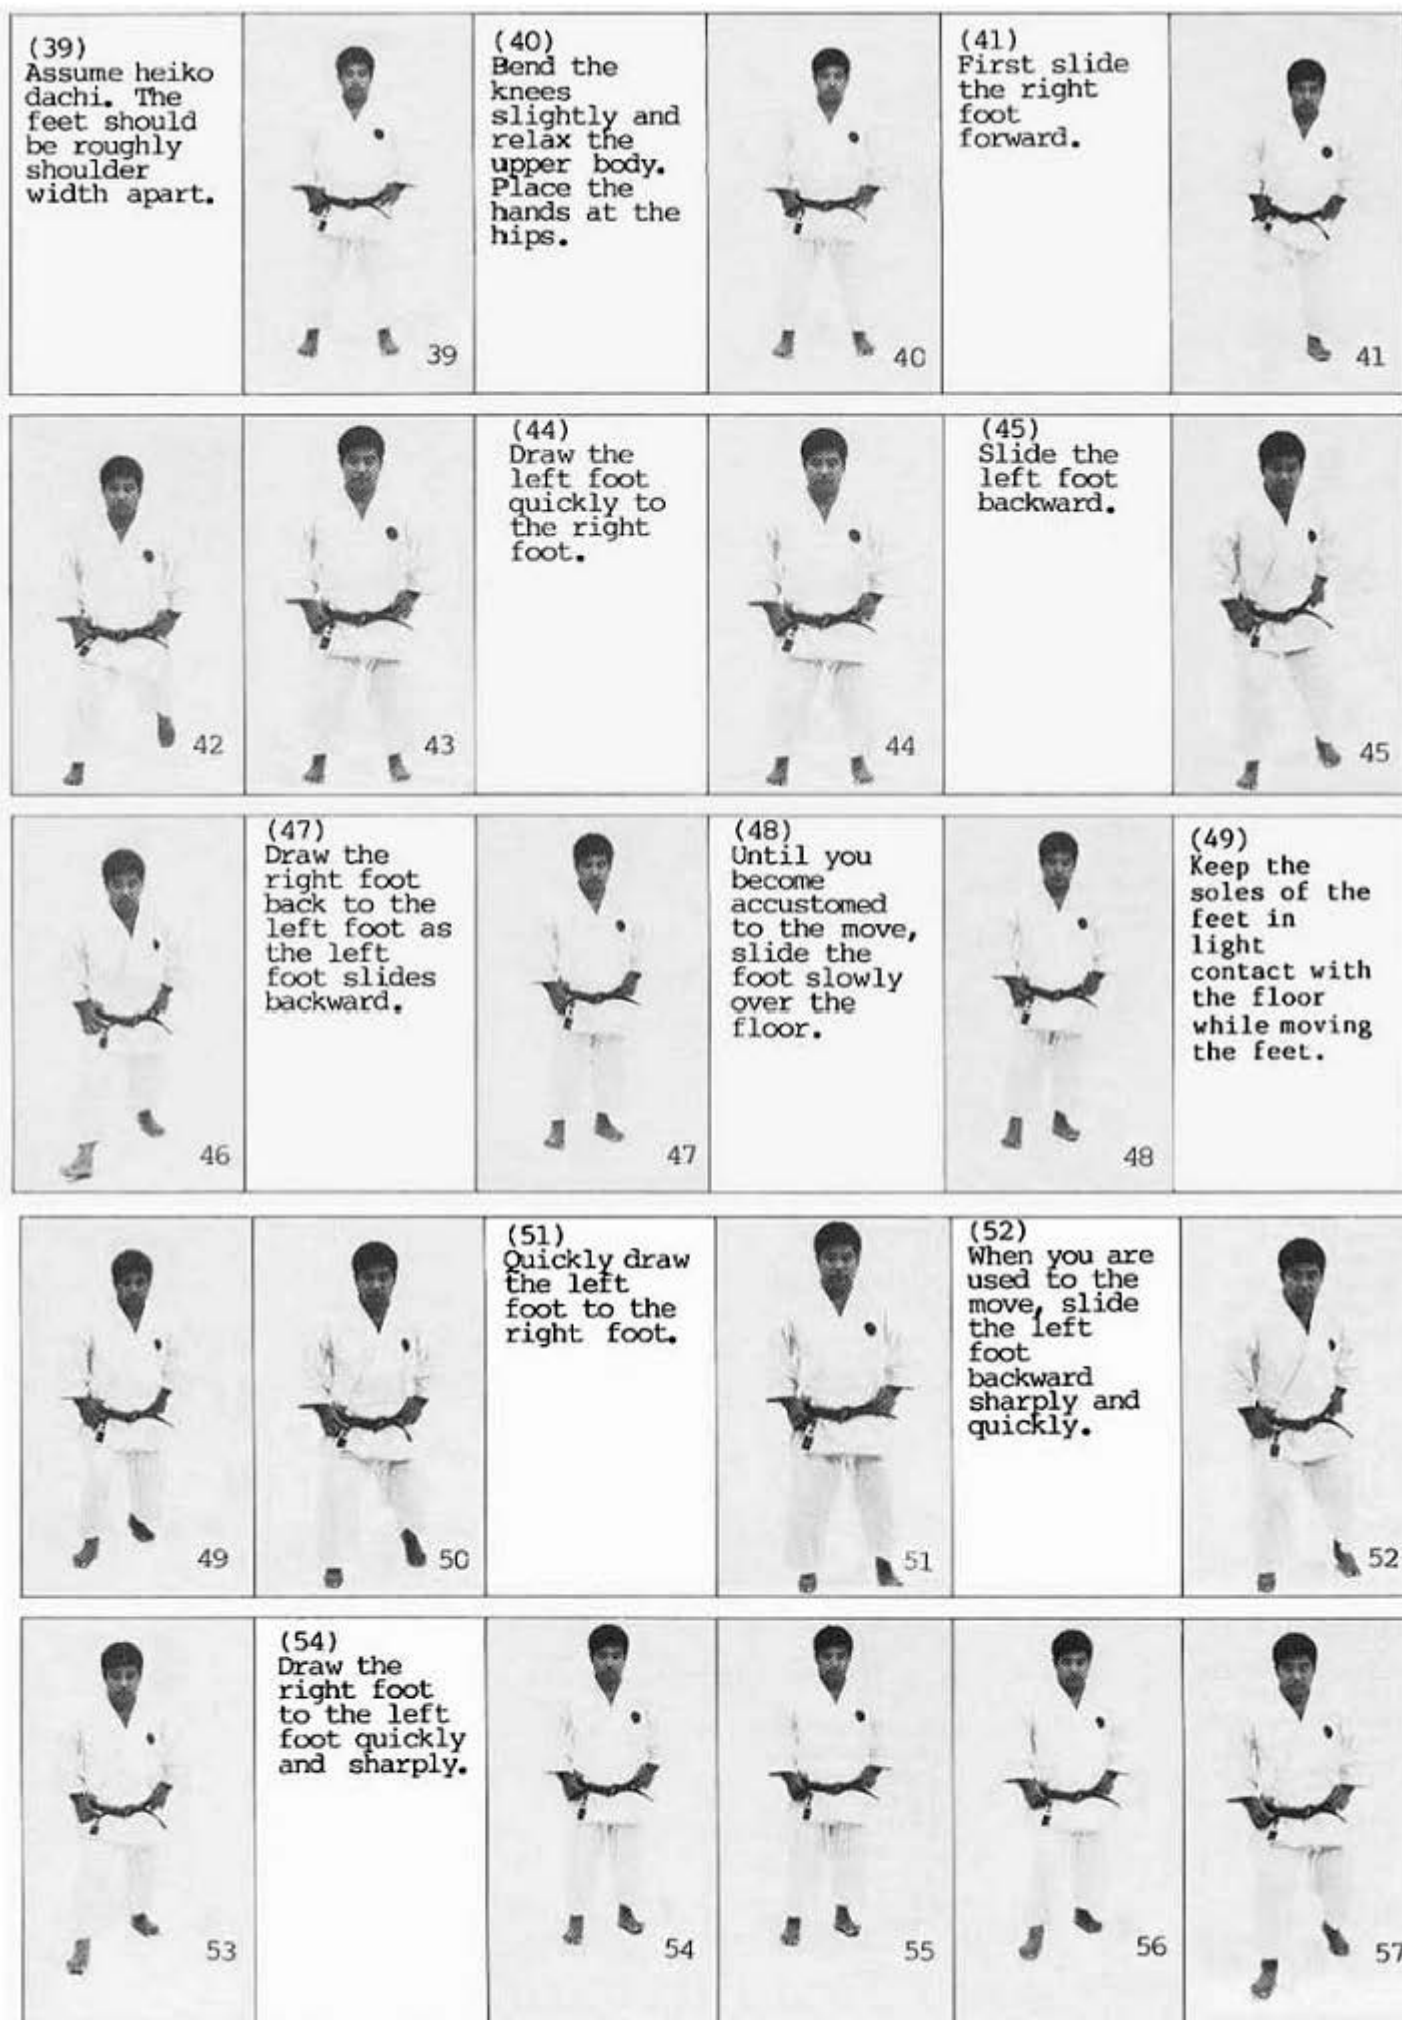 (39)
Assume heiko
dachi. The
feet should
be roughly
shoulder
width apart.
39
(40)
Bend the
knees
slightly and
relax the
upper body.
Place the
hands at the
hips.
40
(41)
First slide
the right
foot
forward.
41
42
43
(44)
Draw the
left foot
quickly to
the right
foot.
44
(45)
Slide the
left foot
backward.
45
46
(47)
Draw the
right foot
back to the
left foot as
the left
foot slides
backward.
47
(48)
Until you
become
accustomed
to the move,
slide the
foot slowly
over the
floor.
48
(49)
Keep the
soles of the
feet in
light
contact with
the floor
while moving
the feet.
49
50
(51)
Quickly draw
the left
foot to the
right foot.
51
(52)
When you are
used to the
move, slide
the left
foot
backward
sharply and
quickly.
52
53
(54)
Draw the
right foot
to the left
foot quickly
and sharply.
54
55
56
57